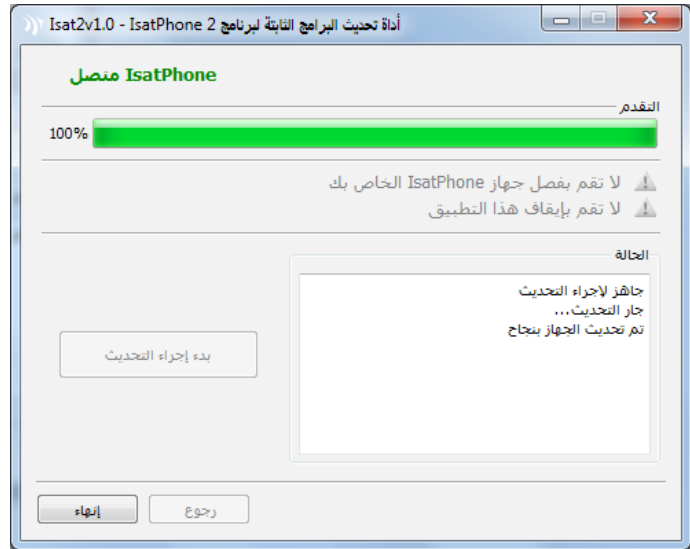 أداة تحديث البرامج الثابتة لبرنامج Isat2v1.0 - IsatPhone 2
IsatPhone متصل
التقدم
100%
لا تقم بفصل جهاز IsatPhone الخاص بك
لا تقم بإيقاف هذا التطبيق
الحالة
جاهز لإجراء التحديث
جار التحديث...
تم تحديث الجهاز بنجاح
بدء إجراء التحديث
رجوع
إنهاء